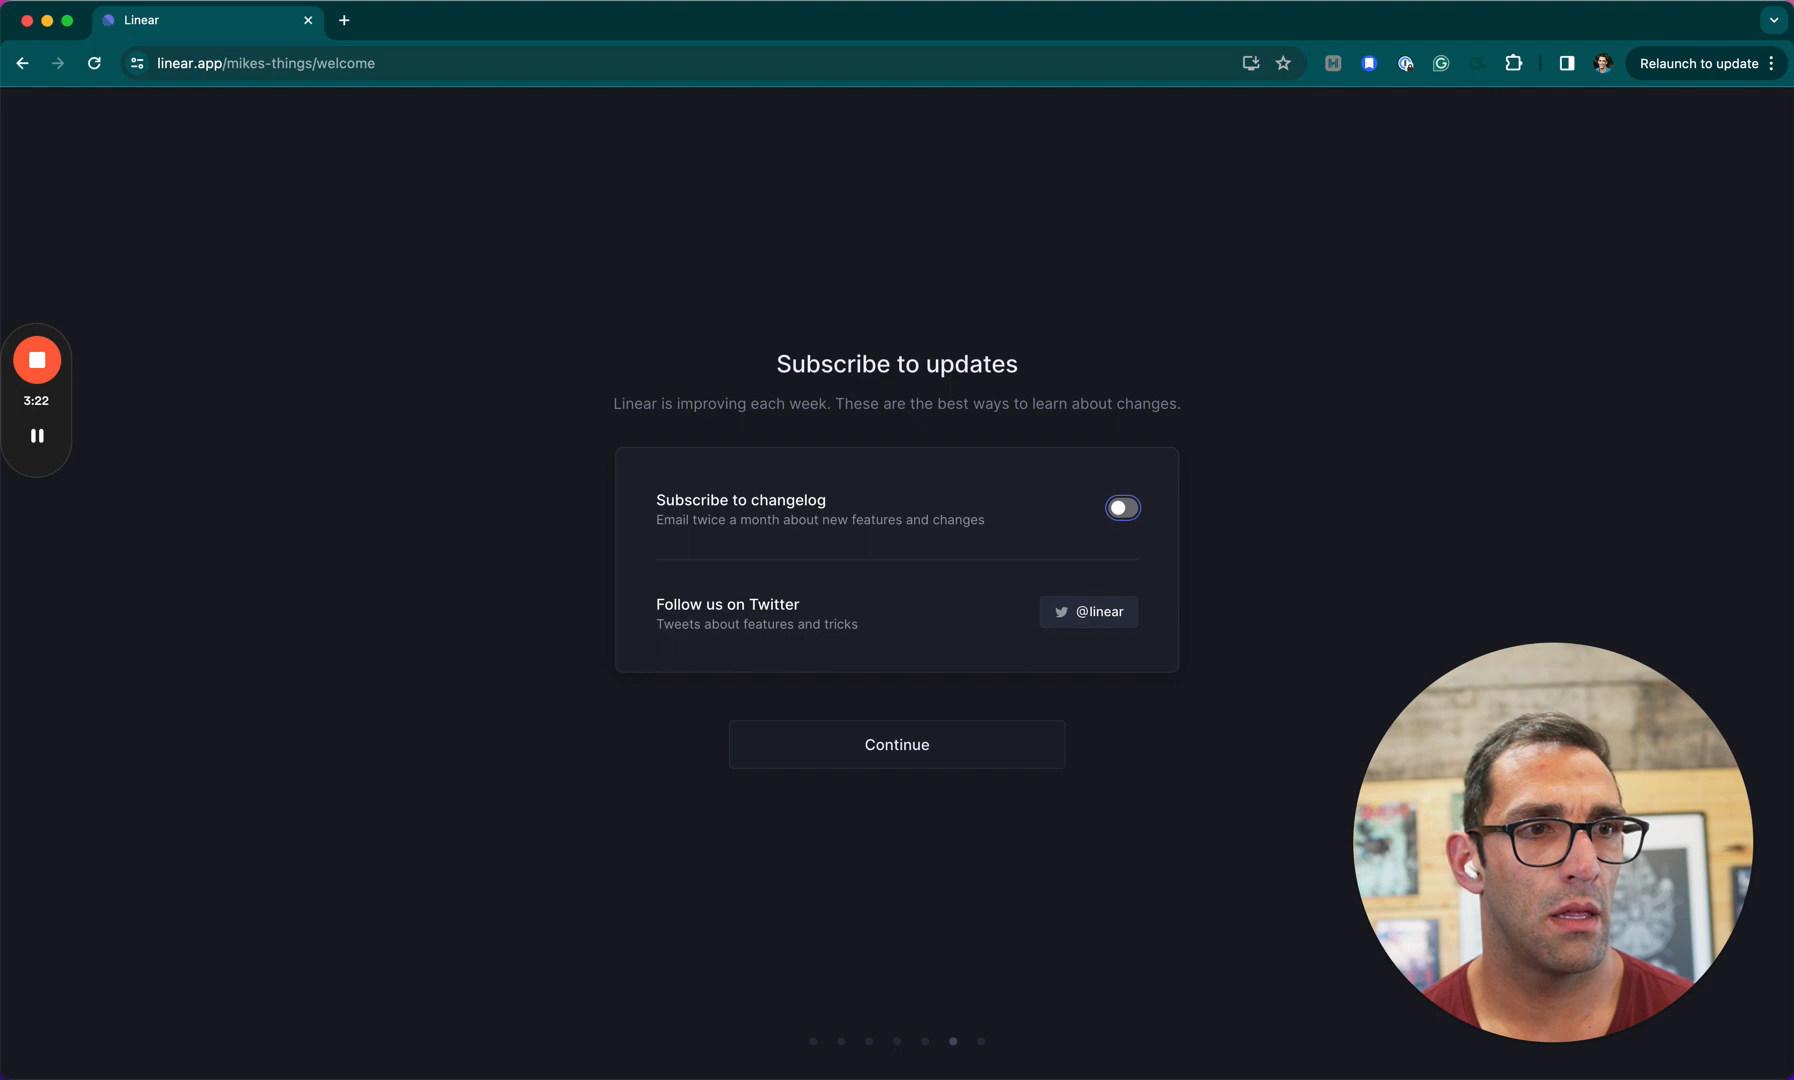 Linear
linear.app/mikes-things/welcome
Relaunch to update
3:22
Subscribe to updates
Linear is improving each week. These are the best ways to learn about changes.
Subscribe to changelog
Email twice a month about new features and changes
Follow us on Twitter
Tweets about features and tricks
@linear
Continue